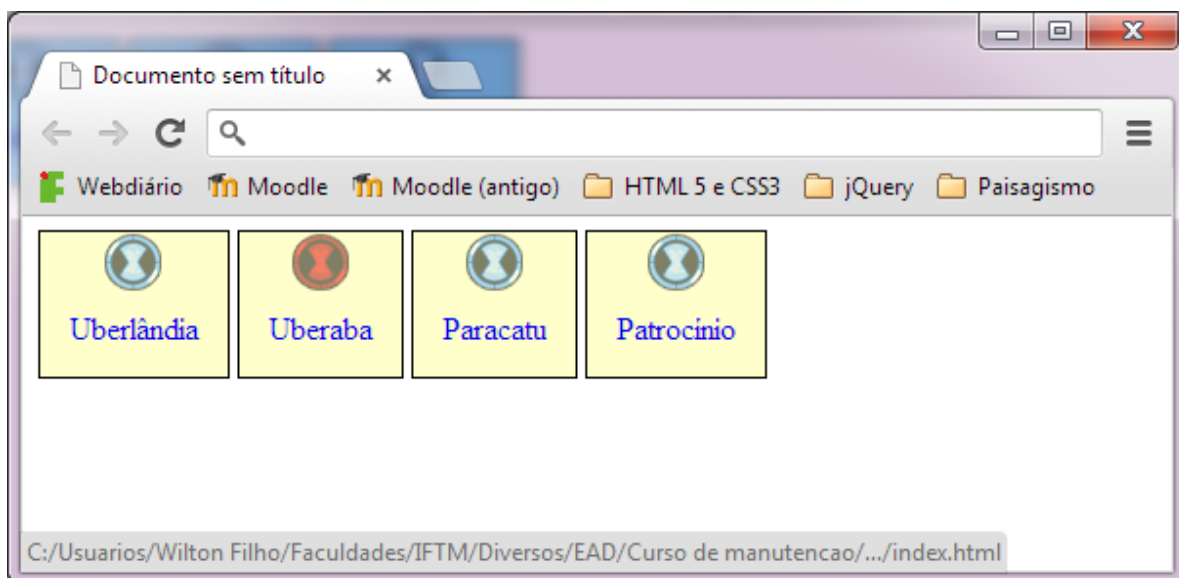 Documento sem título
Webdiário Moodle Moodle (antigo) HTML 5 e CSS3 jQuery Paisagismo
Uberlândia Uberaba Paracatu Patrocinio
C:/Usuarios/Wilton Filho/Faculdades/IFTM/Diversos/EAD/Curso de manutencao/.../index.html